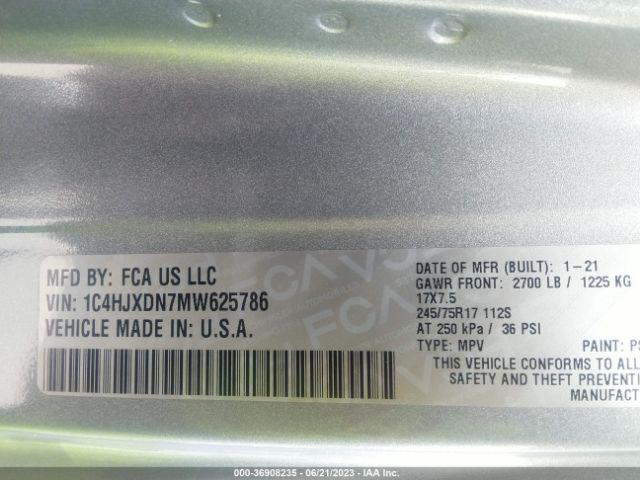 MFD BY: FCA US LLC
VIN: 1C4HJXDN7MW625786
VEHICLE MADE IN: U.S.A.
DATE OF MFR (BUILT): 1-21
GAWR FRONT: 2700 LB / 1225 KG
17X7.5
245/75R17 112S
AT 250 kPa / 36 PSI
TYPE: MPV PAINT: PS
THIS VEHICLE CONFORMS TO AL
SAFETY AND THEFT PREVENTI
MANUFACT
000-36908235 - 06/21/2023 - IAA Inc.